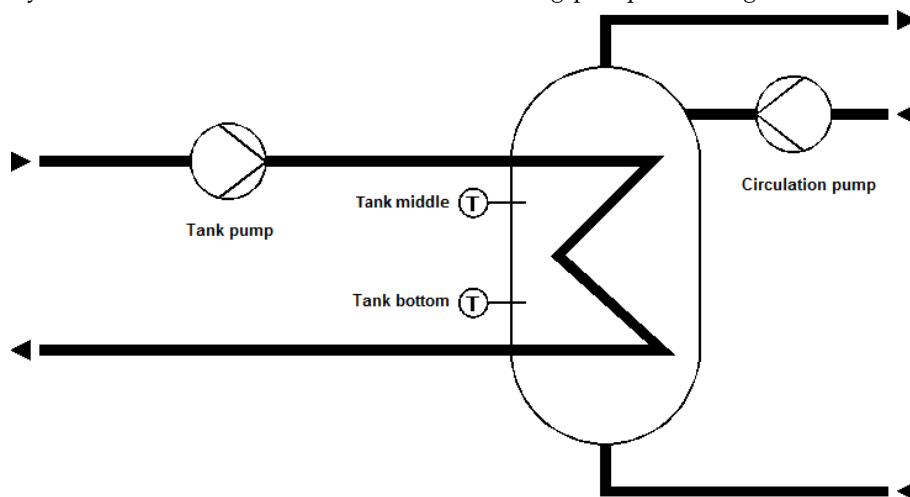 Circulation pump
Tank middle
T
Tank pump
Tank bottom
T